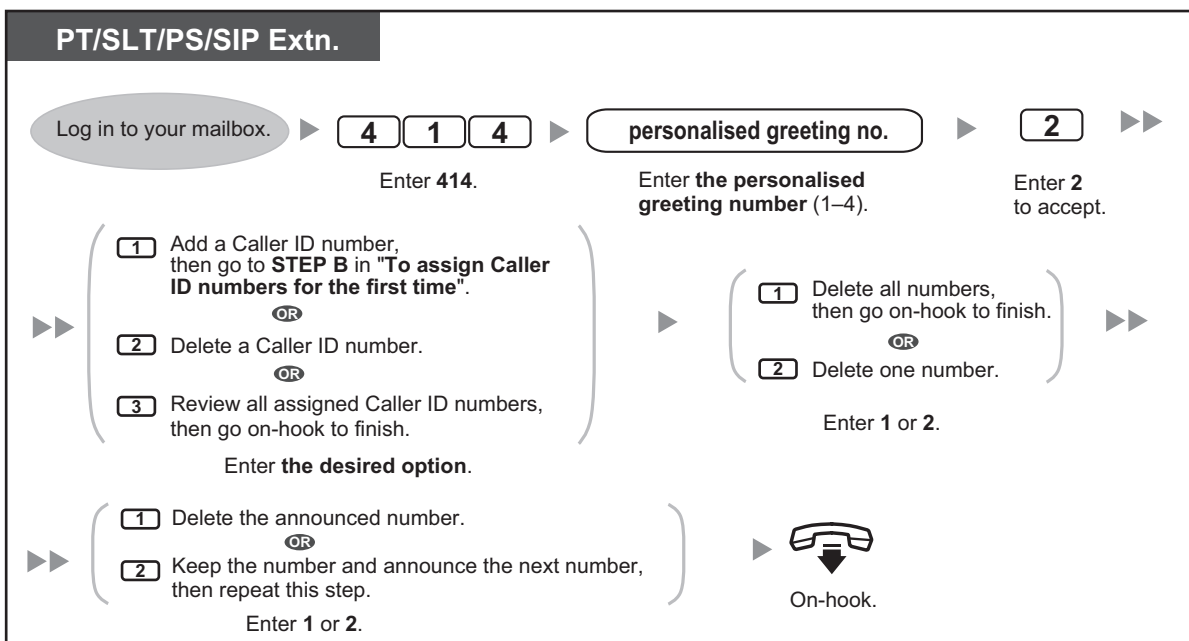 PT/SLT/PS/SIP Extn.
Log in to your mailbox.
4 1 4
Enter 414.
personalised greeting no.
Enter the personalised
greeting number (1–4).
2
Enter 2
to accept.
1 Add a Caller ID number,
then go to STEP B in "To assign Caller
ID numbers for the first time".
OR
2 Delete a Caller ID number.
OR
3 Review all assigned Caller ID numbers,
then go on-hook to finish.
Enter the desired option.
1 Delete all numbers,
then go on-hook to finish.
OR
2 Delete one number.
Enter 1 or 2.
1 Delete the announced number.
OR
2 Keep the number and announce the next number,
then repeat this step.
Enter 1 or 2.
On-hook.